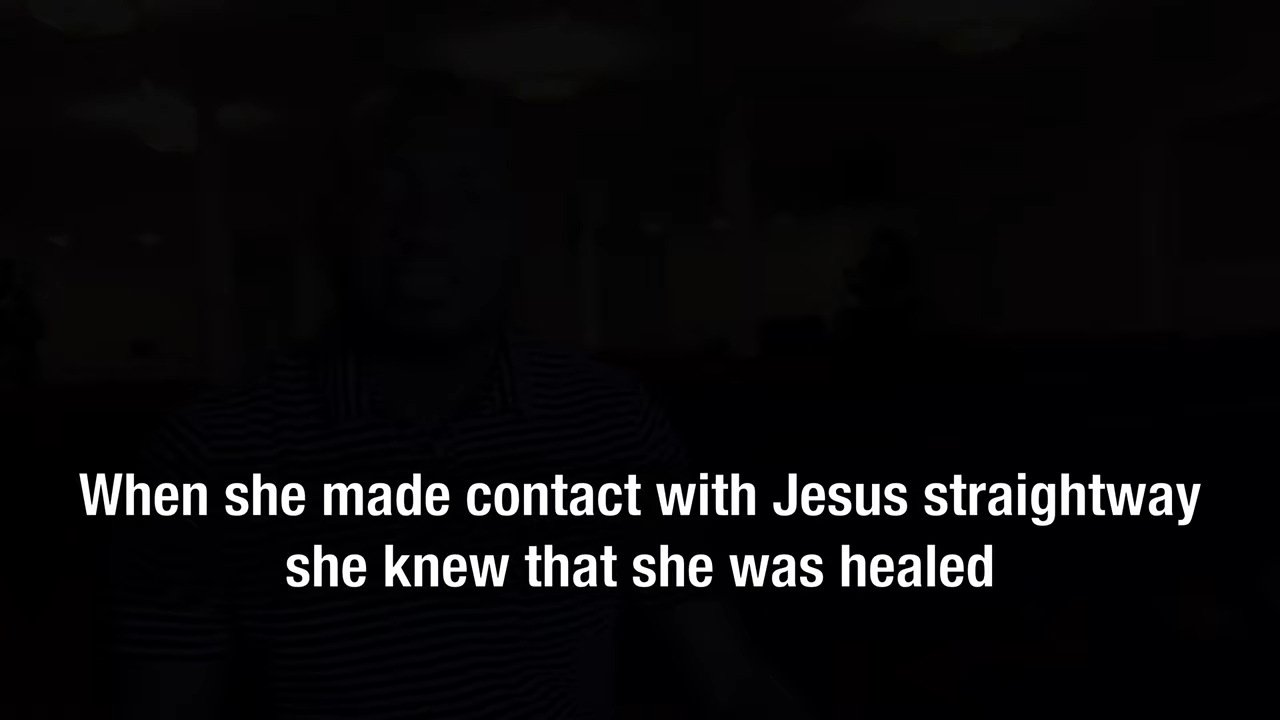 When she made contact with Jesus straightway
she knew that she was healed